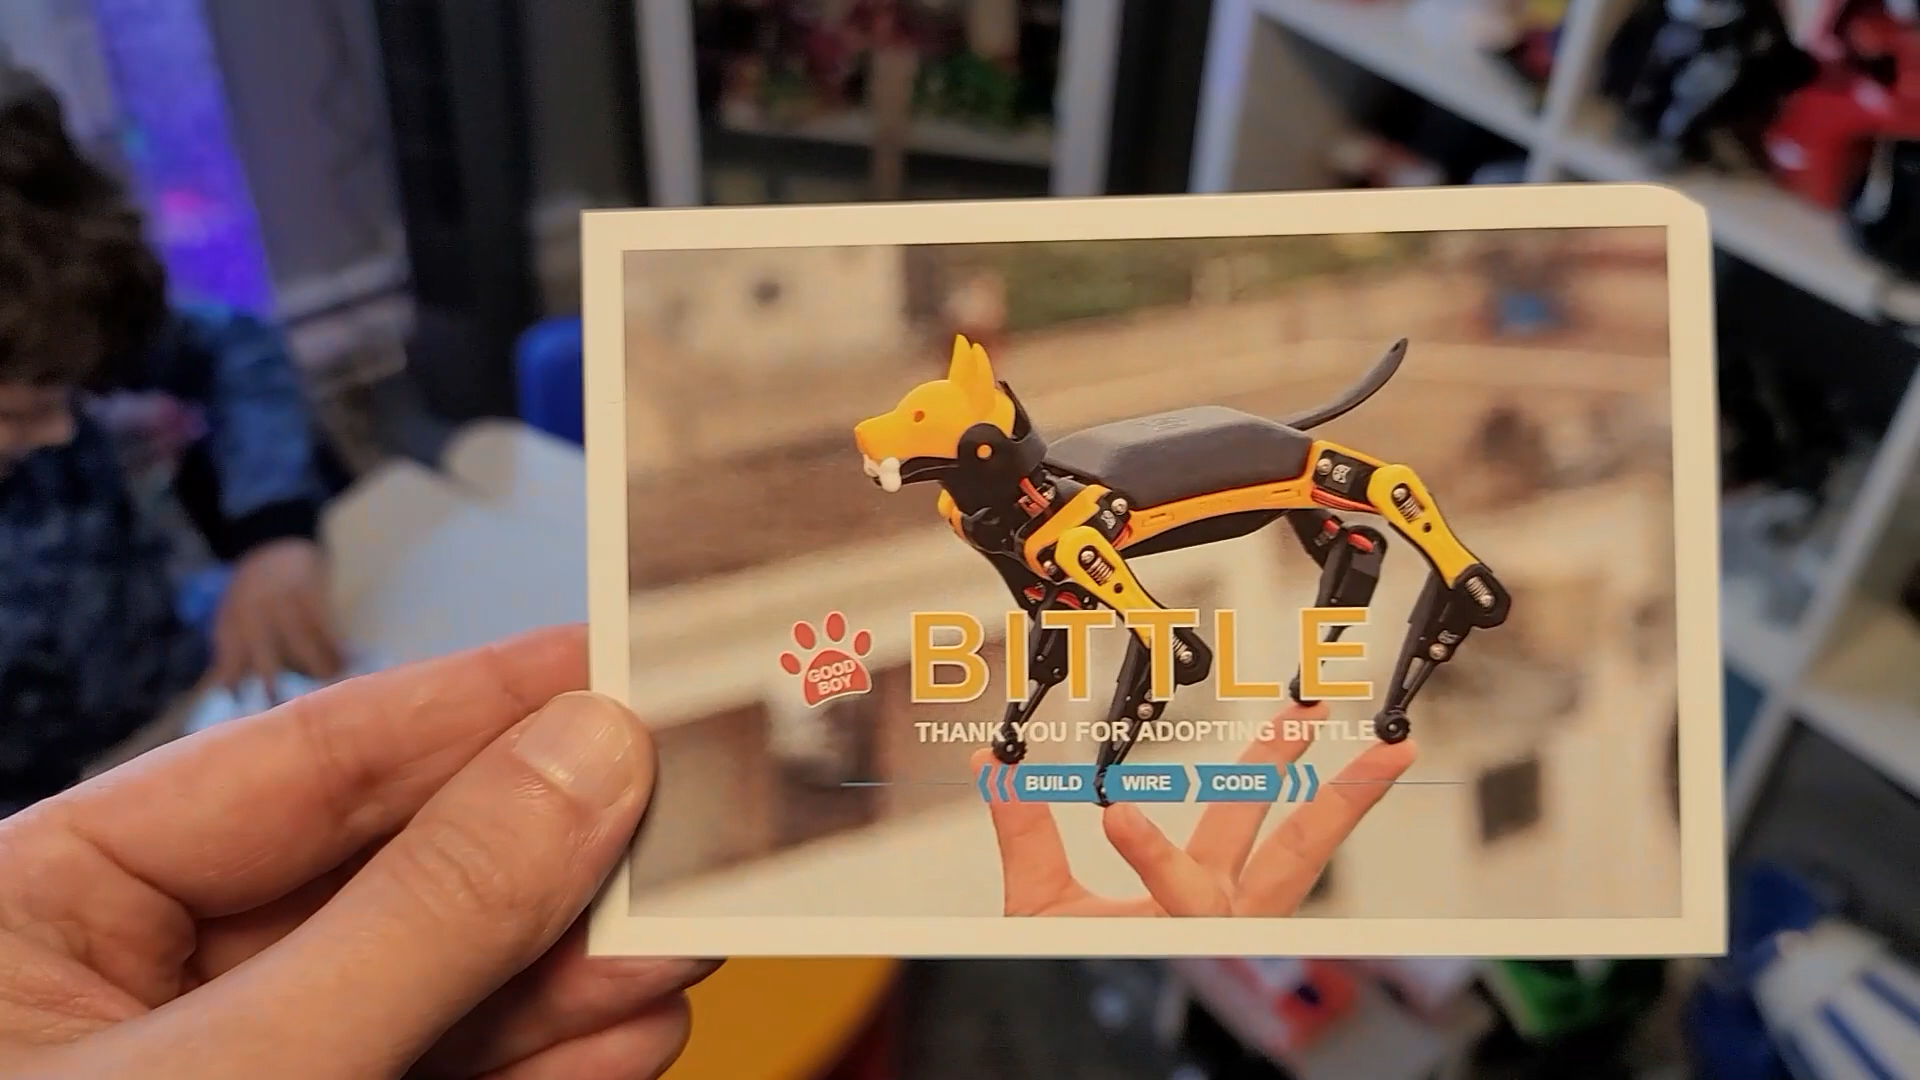 GOOD
BOY
BITTLE
THANK YOU FOR ADOPTING BITTLE
BUILD WIRE CODE